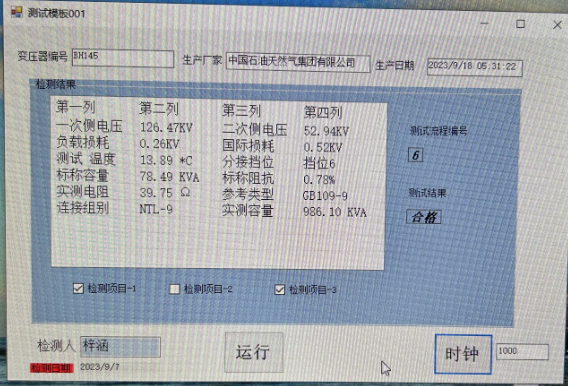 测试模板001
变压器编号 BH145 生产厂家 中国石油天然气集团有限公司 生产日期 2023/9/18 05:31:22
检测结果
第一列 第二列 第三列 第四列
一次侧电压 126.47KV 二次侧电压 52.94KV
负载损耗 0.26KV 国际损耗 0.52KV
测试 温度 13.89 *C 分接挡位 挡位6
标称容量 78.49 KVA 标称阻抗 0.78%
实测电阻 39.75 Ω 参考类型 GB109-9
连接组别 NTL-9 实测容量 986.10 KVA
测试流程编号
6
测试结果
合格
检测项目-1 检测项目-2 检测项目-3
检测人 梓涵 运行 时钟 1000
检测日期 2023/9/7